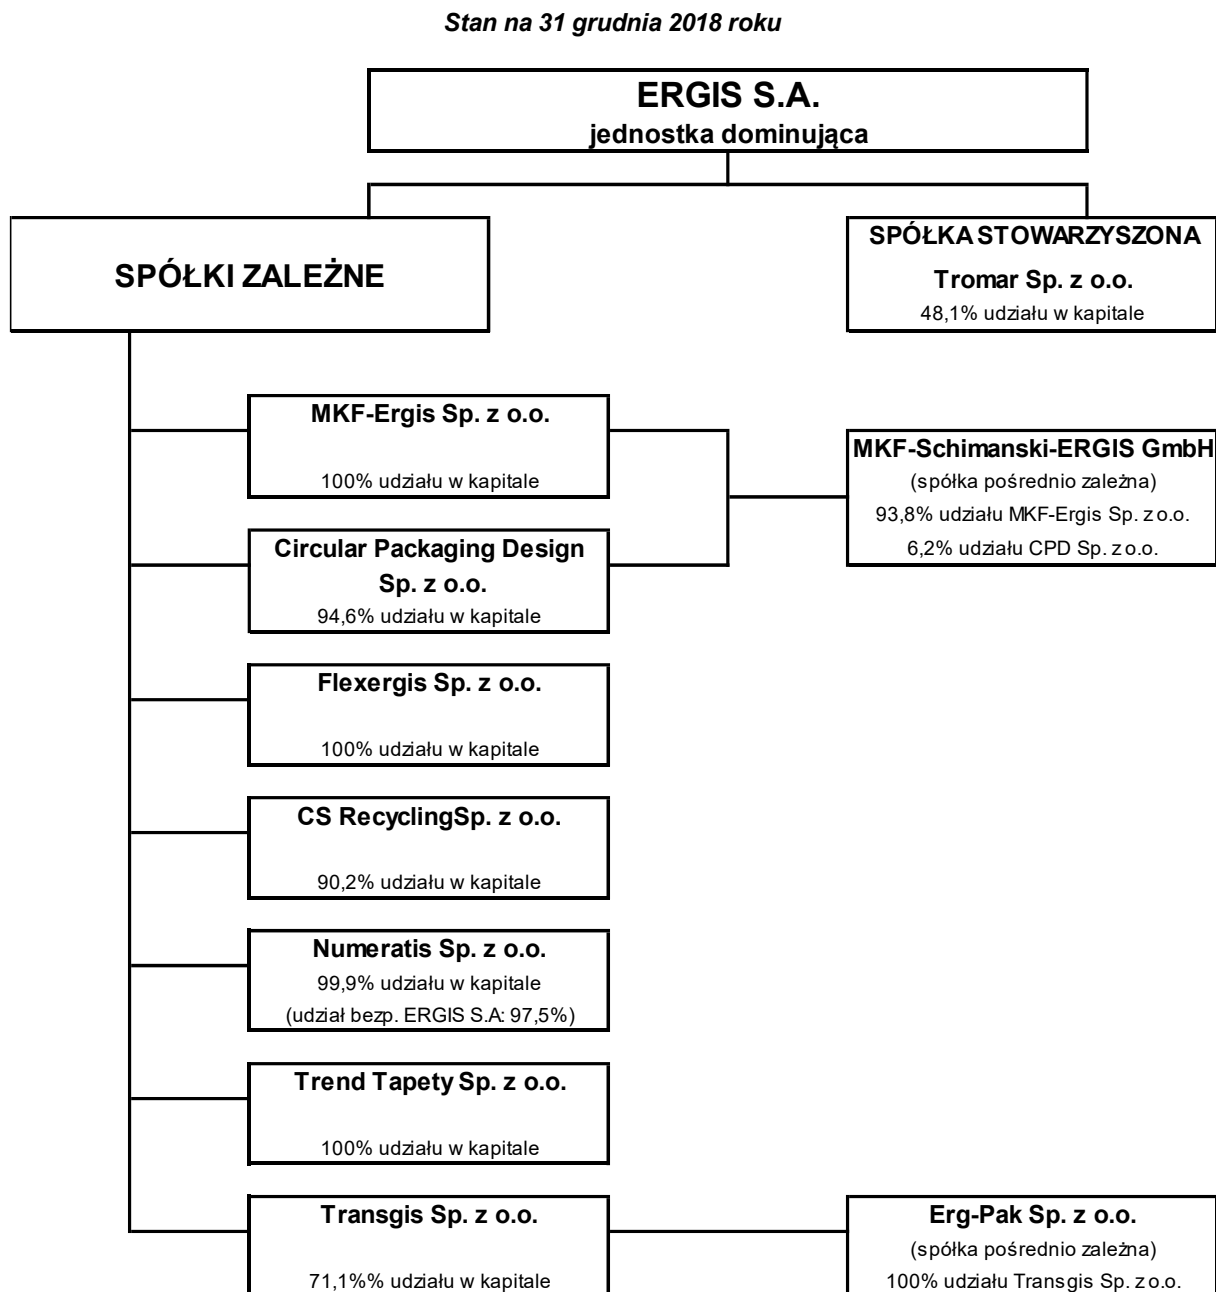 Stan na 31 grudnia 2018 roku
ERGIS S.A.
jednostka dominująca
SPÓŁKI ZALEŻNE
SPÓŁKA STOWARZYSZONA
Tromar Sp. z o.o.
48,1% udziału w kapitale
MKF-Ergis Sp. z o.o.
100% udziału w kapitale
MKF-Schimanski-ERGIS GmbH
(spółka pośrednio zależna)
93,8% udziału MKF-Ergis Sp. z o.o.
6,2% udziału CPD Sp. z o.o.
Circular Packaging Design
Sp. z o.o.
94,6% udziału w kapitale
Flexergis Sp. z o.o.
100% udziału w kapitale
CS RecyclingSp. z o.o.
90,2% udziału w kapitale
Numeratis Sp. z o.o.
99,9% udziału w kapitale
(udział bezp. ERGIS S.A: 97,5%)
Trend Tapety Sp. z o.o.
100% udziału w kapitale
Transgis Sp. z o.o.
71,1%% udziału w kapitale
Erg-Pak Sp. z o.o.
(spółka pośrednio zależna)
100% udziału Transgis Sp. z o.o.